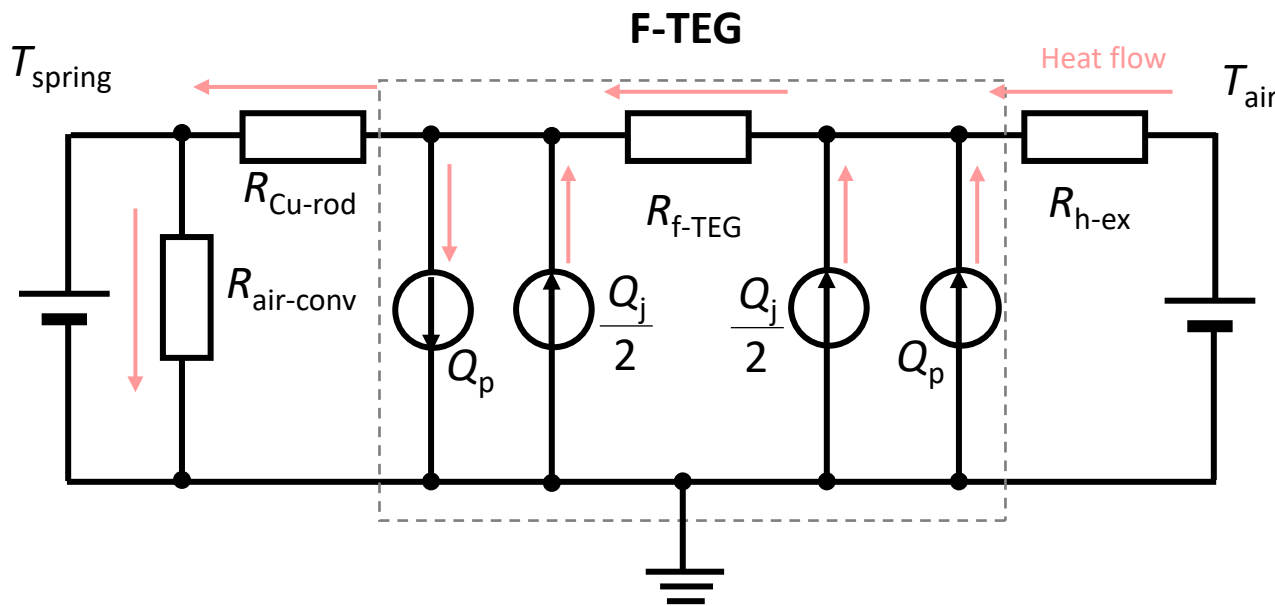 F-TEG
T_spring
Heat flow
T_air
R_Cu-rod
R_f-TEG
R_h-ex
R_air-conv
Q_p
Q_j
2
Q_j
2
Q_p